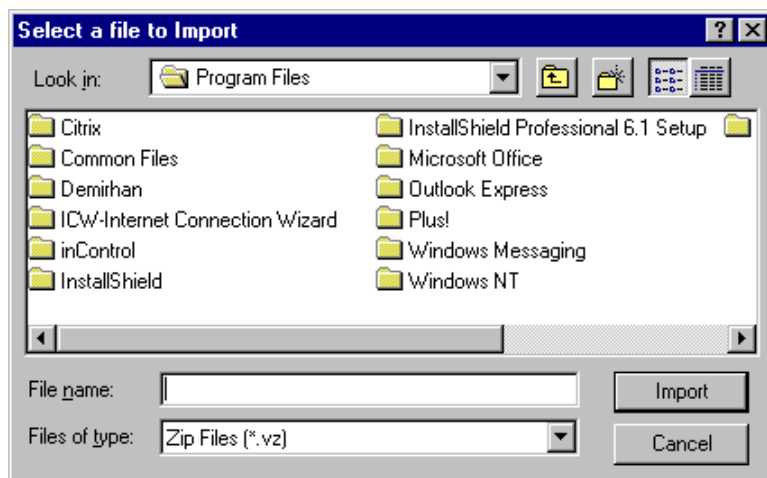 Select a file to Import
Look in: Program Files
Citrix InstallShield Professional 6.1 Setup
Common Files Microsoft Office
Demirhan Outlook Express
ICW-Internet Connection Wizard Plus!
inControl Windows Messaging
InstallShield Windows NT
File name: Import
Files of type: Zip Files (*.vz) Cancel